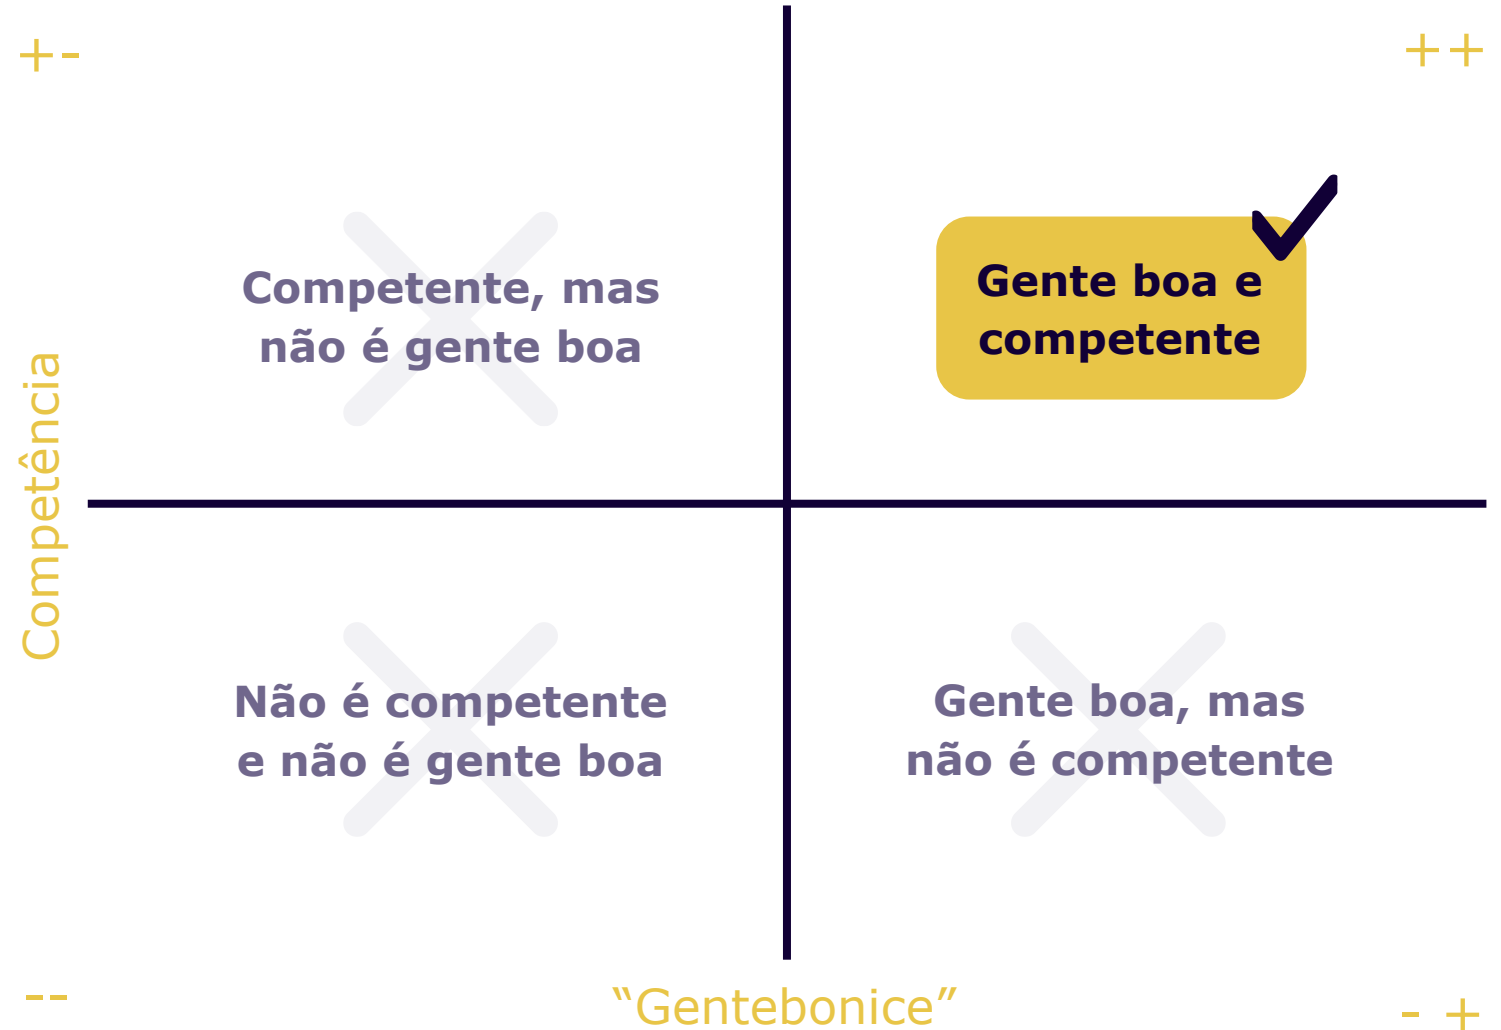 +-
++
Competente, mas
não é gente boa
Gente boa e
competente
Competência
Não é competente
e não é gente boa
Gente boa, mas
não é competente
--
“Gentebonice”
- +